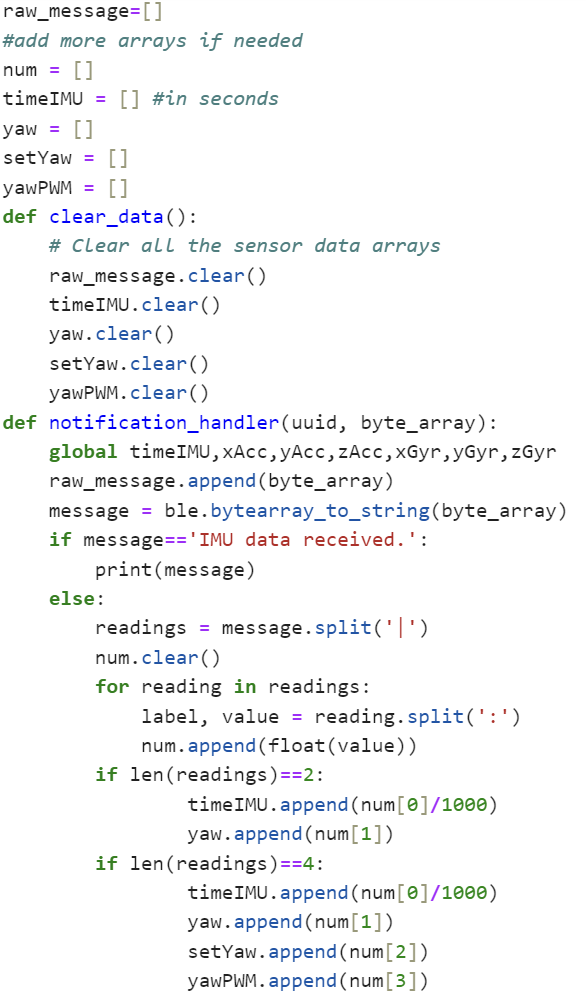 raw_message=[]
#add more arrays if needed
num = []
timeIMU = [] #in seconds
yaw = []
setYaw = []
yawPWM = []
def clear_data():
    # Clear all the sensor data arrays
    raw_message.clear()
    timeIMU.clear()
    yaw.clear()
    setYaw.clear()
    yawPWM.clear()
def notification_handler(uuid, byte_array):
    global timeIMU,xAcc,yAcc,zAcc,xGyr,yGyr,zGyr
    raw_message.append(byte_array)
    message = ble.bytearray_to_string(byte_array)
    if message=='IMU data received.':
        print(message)
    else:
        readings = message.split('|')
        num.clear()
        for reading in readings:
            label, value = reading.split(':')
            num.append(float(value))
        if len(readings)==2:
                timeIMU.append(num[0]/1000)
                yaw.append(num[1])
        if len(readings)==4:
                timeIMU.append(num[0]/1000)
                yaw.append(num[1])
                setYaw.append(num[2])
                yawPWM.append(num[3])